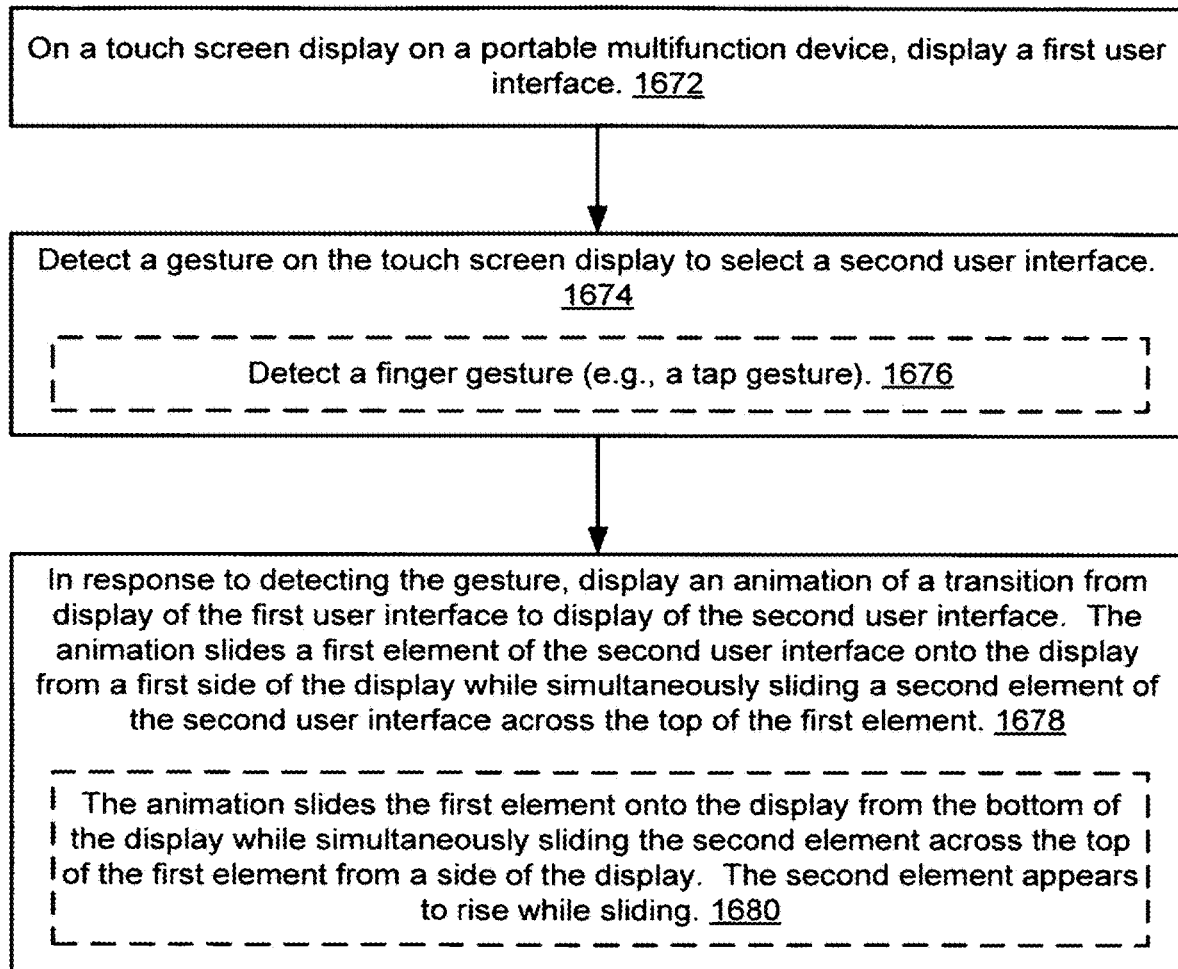 On a touch screen display on a portable multifunction device, display a first user
interface. 1672
Detect a gesture on the touch screen display to select a second user interface.
1674
Detect a finger gesture (e.g., a tap gesture). 1676
In response to detecting the gesture, display an animation of a transition from
display of the first user interface to display of the second user interface. The
animation slides a first element of the second user interface onto the display
from a first side of the display while simultaneously sliding a second element of
the second user interface across the top of the first element. 1678
The animation slides the first element onto the display from the bottom of
the display while simultaneously sliding the second element across the top
of the first element from a side of the display. The second element appears
to rise while sliding. 1680